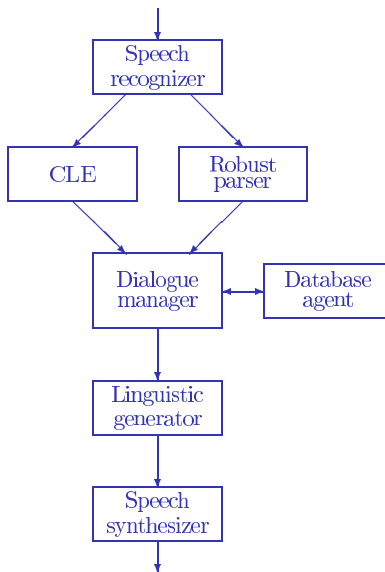 Speech
recognizer
CLE
Robust
parser
Dialogue
manager
Database
agent
Linguistic
generator
Speech
synthesizer